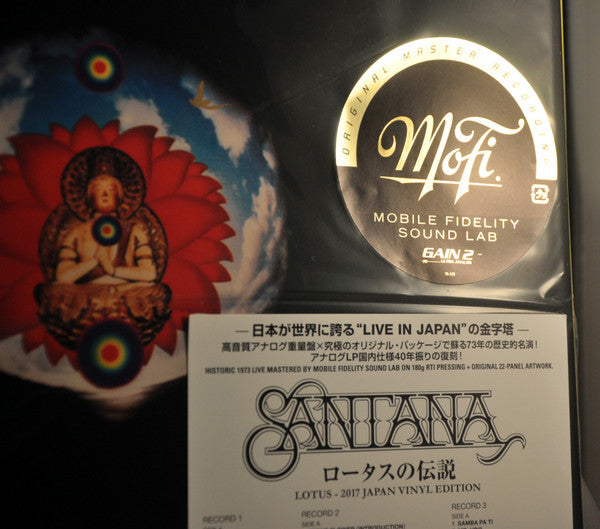 ORIGINAL MASTER RECORDING
MoFi.
MOBILE FIDELITY
SOUND LAB
GAIN 2
ULTRA ANALOG
— 日本が世界に誇る“LIVE IN JAPAN”の金字塔 —
高音質アナログ重量盤×究極のオリジナル・パッケージで蘇る73年の歴史的名演!
アナログLP国内仕様40年振りの復刻!
HISTORIC 1973 LIVE MASTERED BY MOBILE FIDELITY SOUND LAB ON 180g RTI PRESSING + ORIGINAL 22-PANEL ARTWORK.
SANTANA
ロータスの伝説
LOTUS - 2017 JAPAN VINYL EDITION
RECORD 1 RECORD 2 RECORD 3
SIDE A SIDE A SIDE A
(INTRODUCTION) 1 SAMBA PA TI